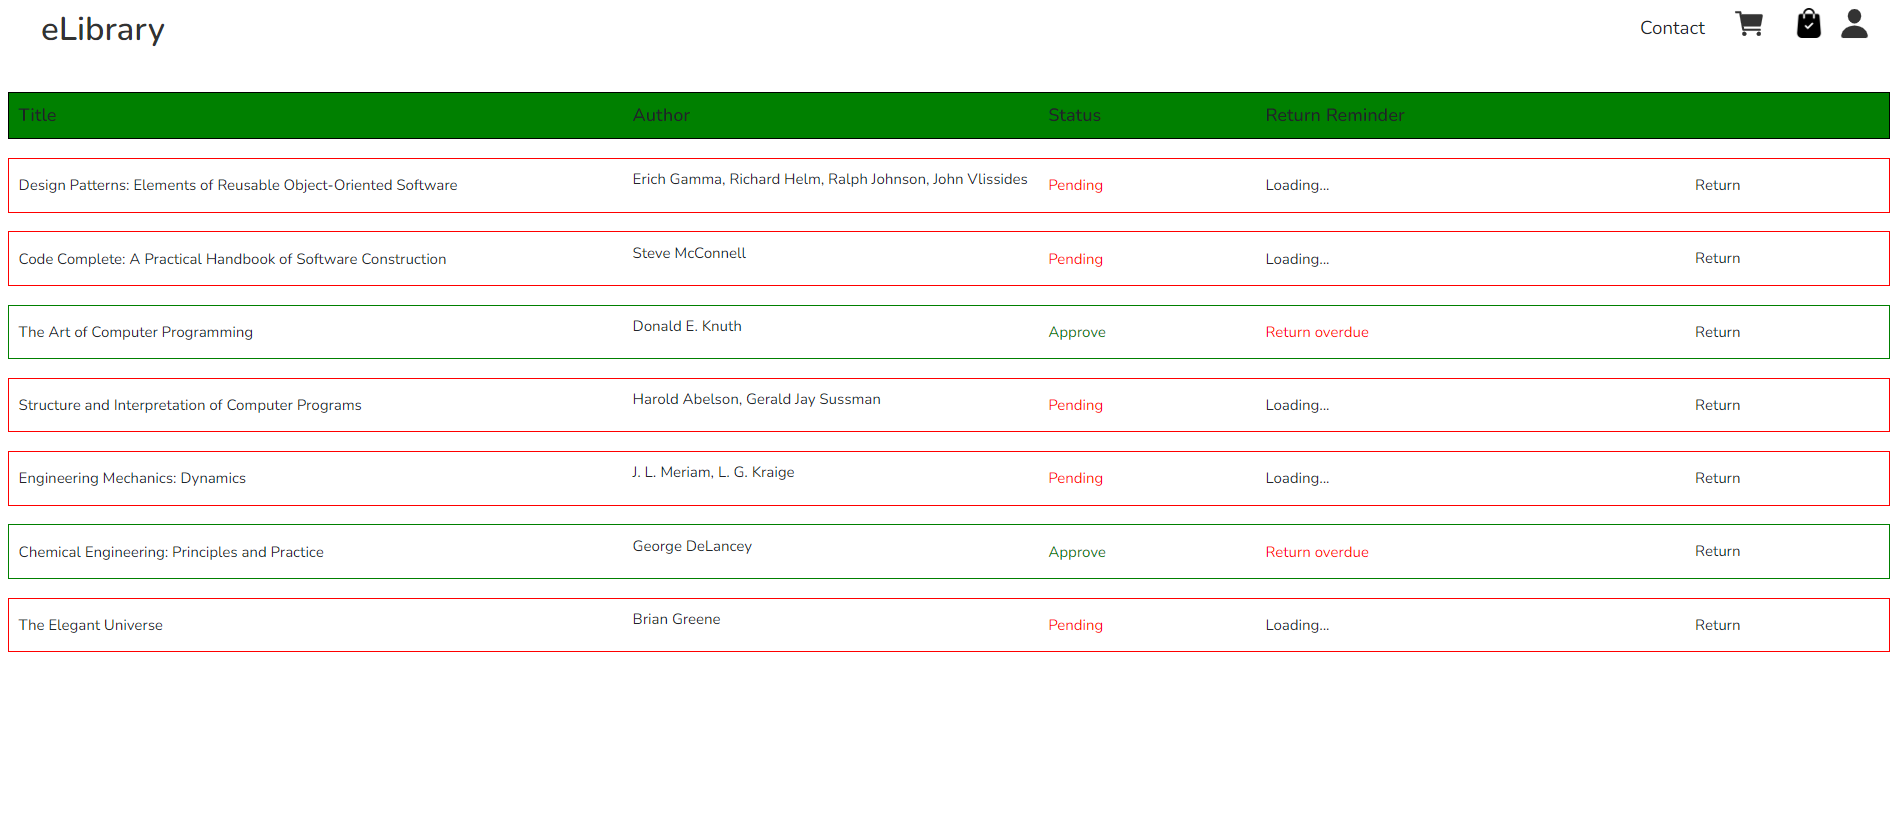 eLibrary Contact
Title Author Status Return Reminder
Design Patterns: Elements of Reusable Object-Oriented Software Erich Gamma, Richard Helm, Ralph Johnson, John Vlissides Pending Loading... Return
Code Complete: A Practical Handbook of Software Construction Steve McConnell Pending Loading... Return
The Art of Computer Programming Donald E. Knuth Approve Return overdue Return
Structure and Interpretation of Computer Programs Harold Abelson, Gerald Jay Sussman Pending Loading... Return
Engineering Mechanics: Dynamics J. L. Meriam, L. G. Kraige Pending Loading... Return
Chemical Engineering: Principles and Practice George DeLancey Approve Return overdue Return
The Elegant Universe Brian Greene Pending Loading... Return